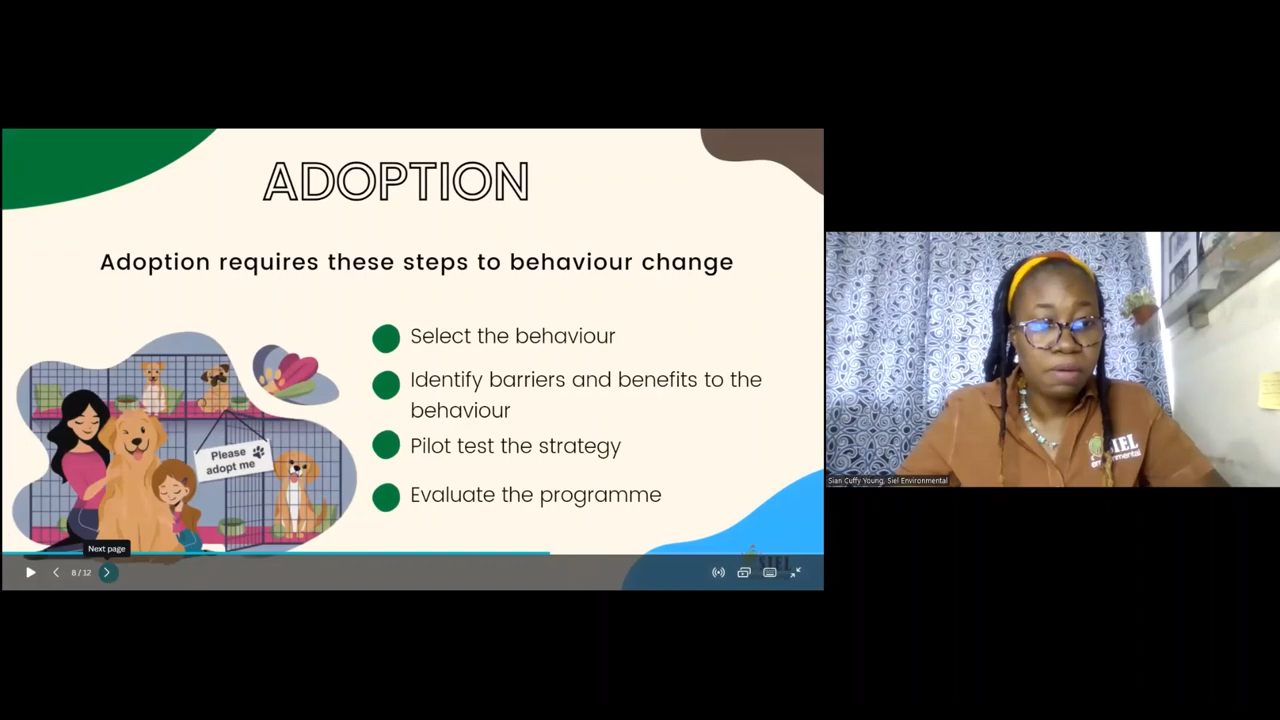 ADOPTION
Adoption requires these steps to behaviour change
Select the behaviour
Identify barriers and benefits to the
behaviour
Pilot test the strategy
Evaluate the programme
Please
adopt me
Next page
8 / 12
SIEL
SIEL
environmental
Sian Cuffy Young, Siel Environmental